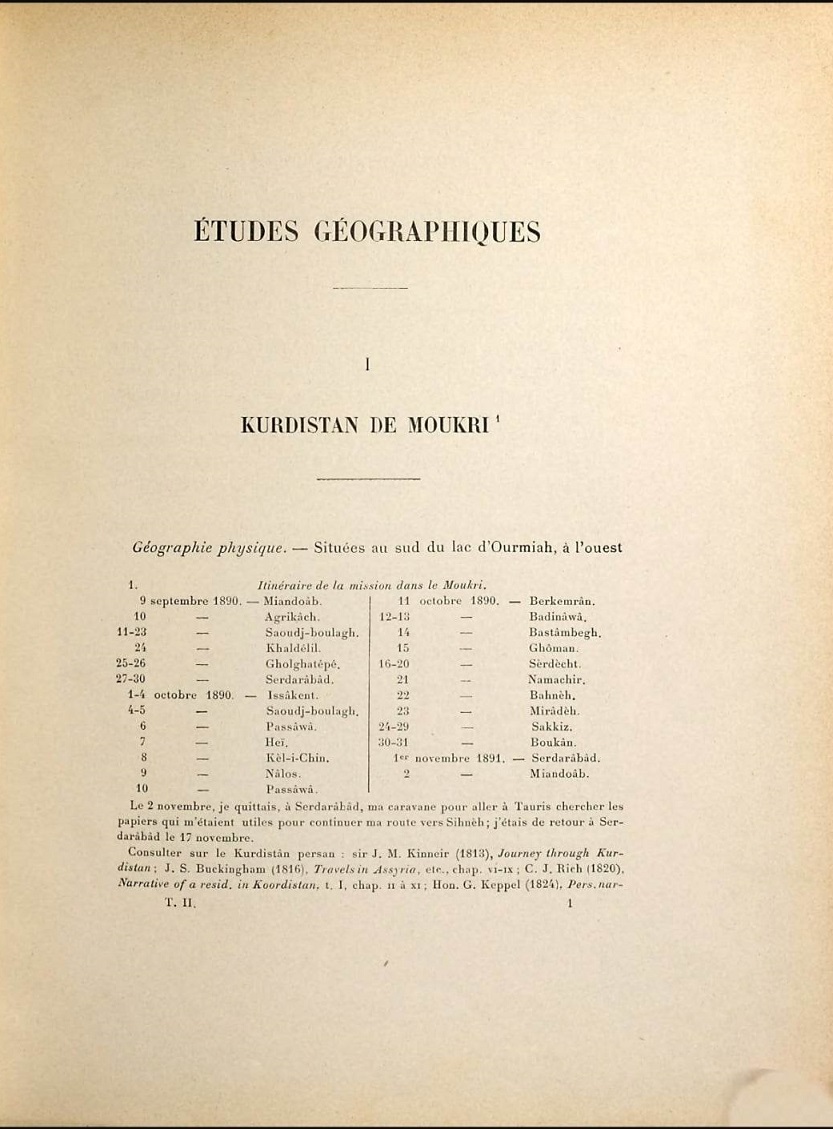 ÉTUDES GÉOGRAPHIQUES
I
KURDISTAN DE MOUKRI ¹
Géographie physique. — Situées au sud du lac d'Ourmiah, à l'ouest
1. Itinéraire de la mission dans le Moukri.
9 septembre 1890. — Miandoâb.
10 — Agrikâch.
11-23 — Saoudj-boulagh.
24 — Khaldélil.
25-26 — Gholghatépé.
27-30 — Serdarâbâd.
1-4 octobre 1890. — Issâkent.
4-5 — Saoudj-boulagh.
6 — Passâwâ.
7 — Heï.
8 — Kèl-i-Chin.
9 — Nâlos.
10 — Passâwâ.
11 octobre 1890. — Berkemrân.
12-13 — Badinâwâ.
14 — Bastâmbegh.
15 — Ghôman.
16-20 — Sèrdècht.
21 — Namachir.
22 — Bahnèh.
23 — Mirâdèh.
24-29 — Sakkiz.
30-31 — Boukân.
1er novembre 1891. — Serdarâbâd.
2 — Miandoâb.
Le 2 novembre, je quittais, à Serdarâbâd, ma caravane pour aller à Tauris chercher les
papiers qui m'étaient utiles pour continuer ma route vers Sihnèh ; j'étais de retour à Ser-
darâbâd le 17 novembre.
Consulter sur le Kurdistân persan : sir J. M. Kinneir (1813), Journey through Kur-
distan ; J. S. Buckingham (1816), Travels in Assyria, etc., chap. VI-IX ; C. J. Rich (1820),
Narrative of a resid. in Koordistan, t. I, chap. II à XI ; Hon. G. Keppel (1824), Pers. nar-
T. II. 1